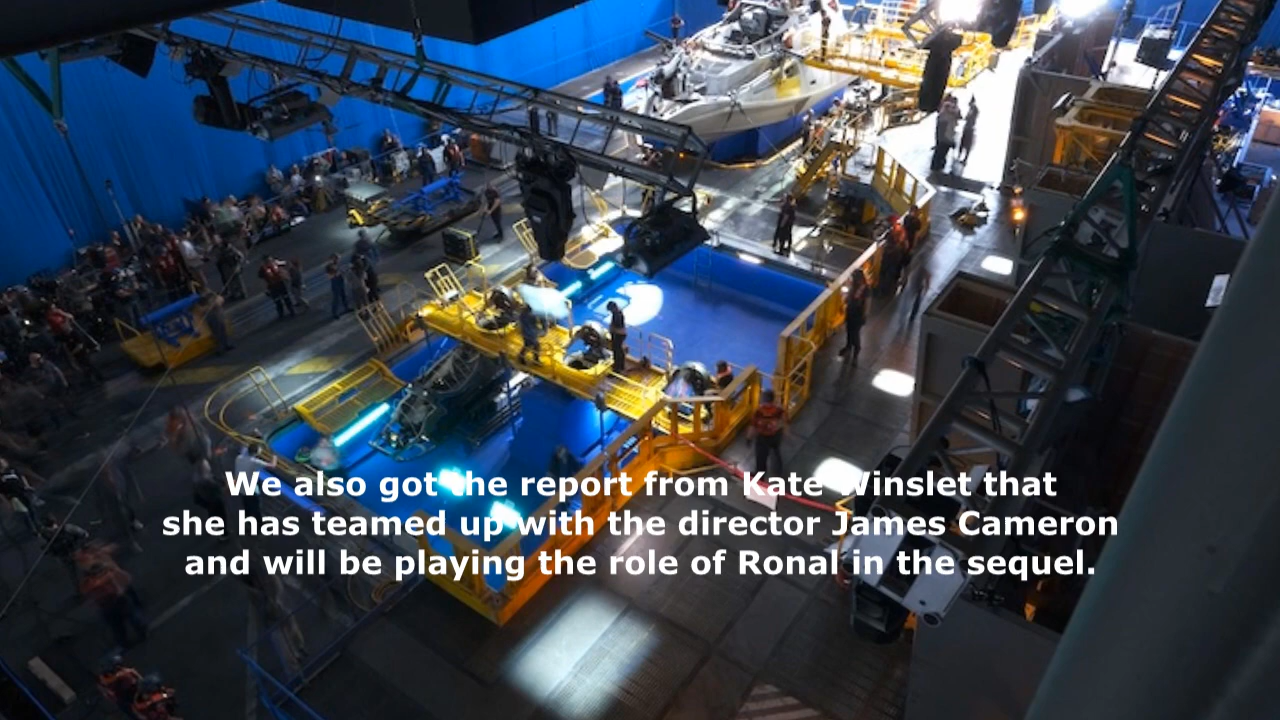 We also got the report from Kate Winslet that
she has teamed up with the director James Cameron
and will be playing the role of Ronal in the sequel.